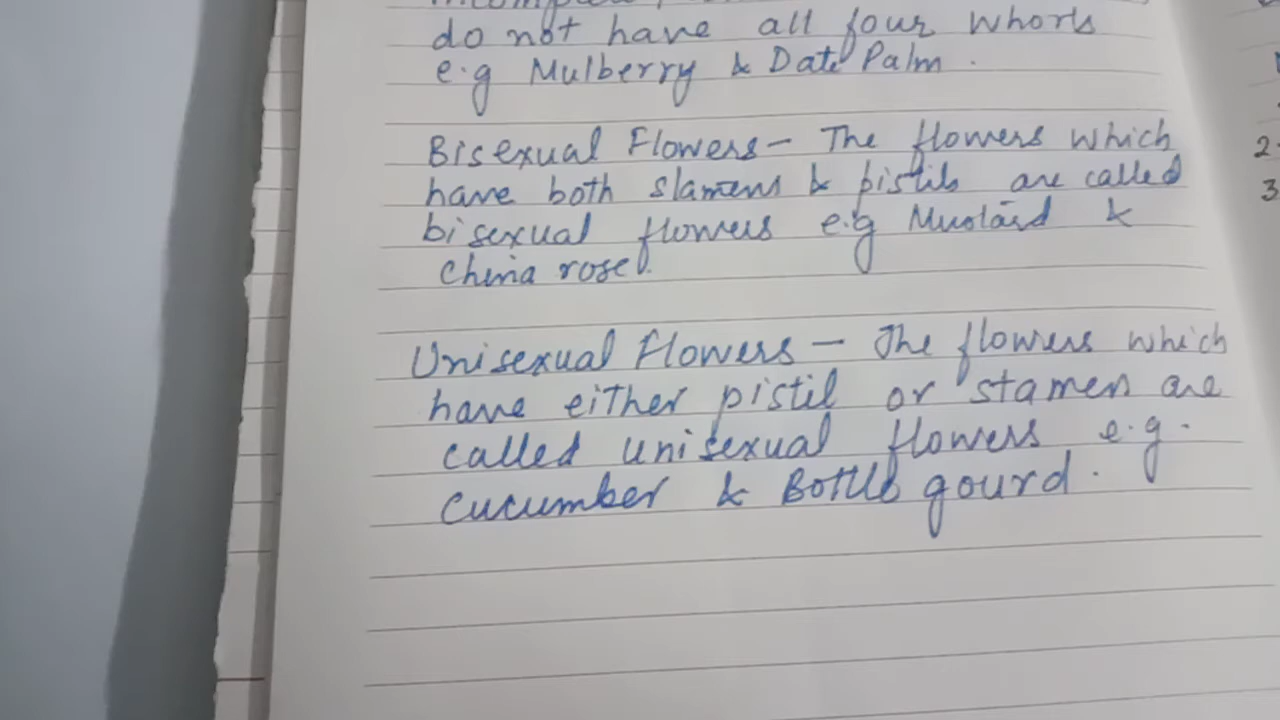 do not have all four whorls
e.g Mulberry & Date Palm.
Bisexual Flowers - The flowers which
have both stamens & pistils are called
bisexual flowers e.g Mustard &
China rose.
Unisexual Flowers - The flowers which
have either pistil or stamen are
called unisexual flowers e.g.
cucumber & Bottle gourd.
2.
3